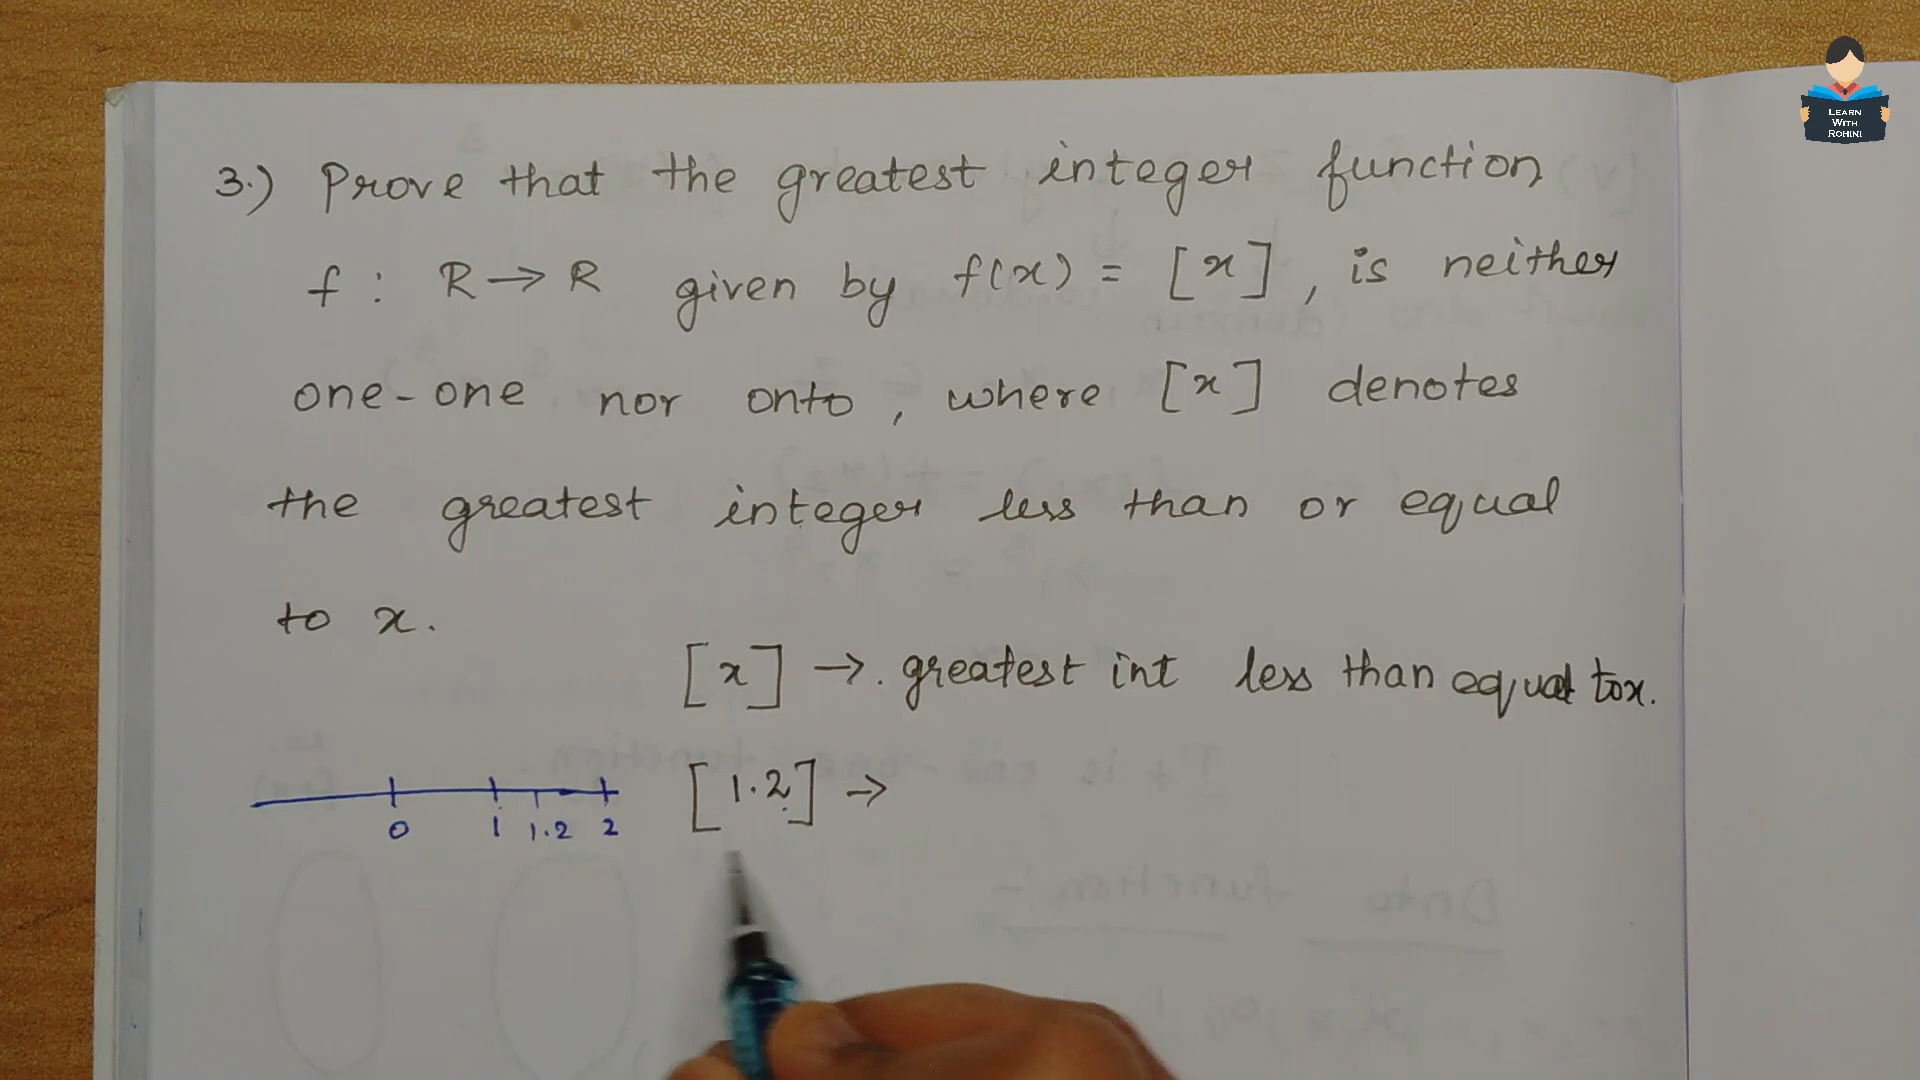 LEARN
WITH
ROHINI
3.) Prove that the greatest integer function
f : R → R given by f(x) = [x], is neither
one-one nor onto, where [x] denotes
the greatest integer less than or equal
to x.
[x] → . greatest int less than equal to x.
[1.2] →
0 1 1.2 2